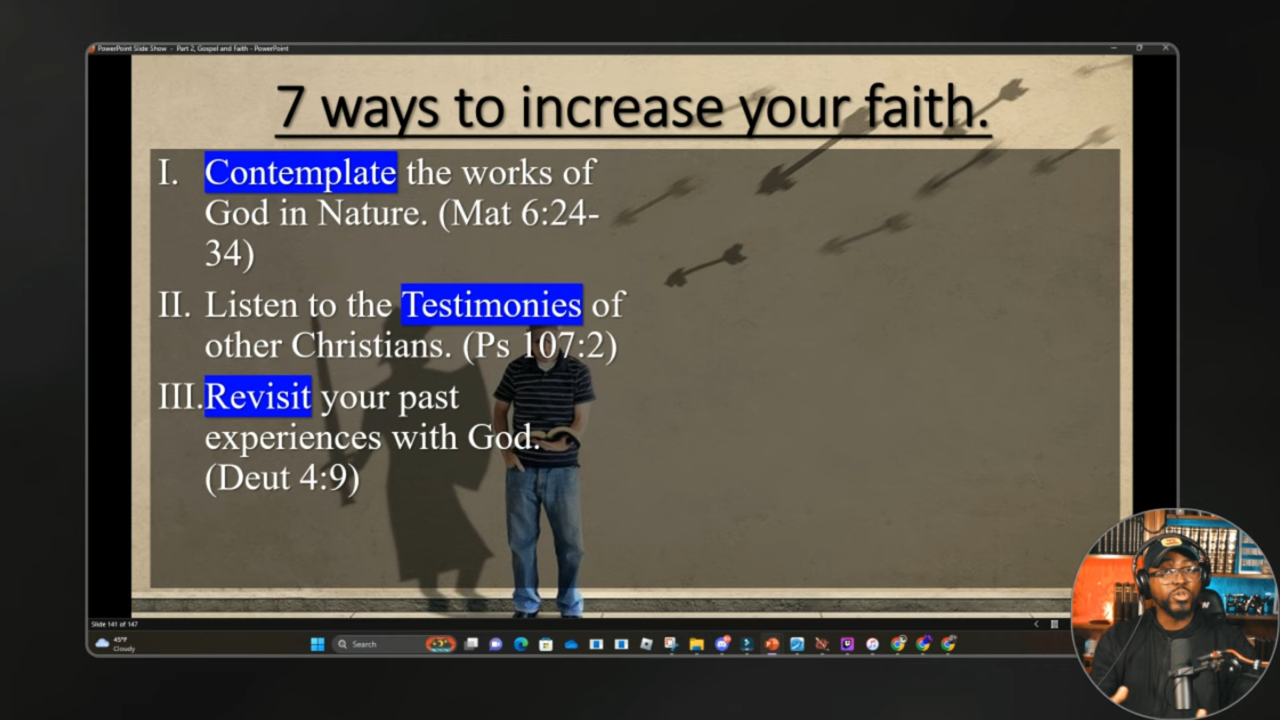 PowerPoint Slide Show - Part 2, Gospel and Faith - PowerPoint
7 ways to increase your faith.
I. Contemplate the works of
God in Nature. (Mat 6:24-
34)
II. Listen to the Testimonies of
other Christians. (Ps 107:2)
III. Revisit your past
experiences with God.
(Deut 4:9)
Slide 141 of 147
45°F
Cloudy
Search